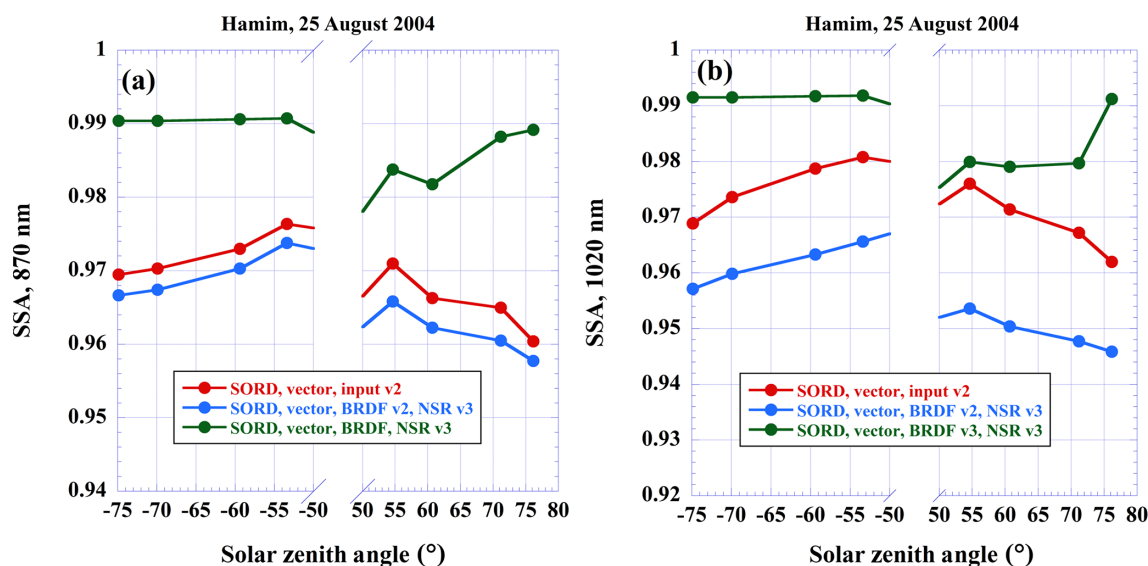 Hamim, 25 August 2004
(a)
SSA, 870 nm
1
0.99
0.98
0.97
0.96
0.95
0.94
-75 -70 -65 -60 -55 -50 50 55 60 65 70 75 80
Solar zenith angle (°)
SORD, vector, input v2
SORD, vector, BRDF v2, NSR v3
SORD, vector, BRDF, NSR v3
Hamim, 25 August 2004
(b)
SSA, 1020 nm
1
0.99
0.98
0.97
0.96
0.95
0.94
0.93
0.92
-75 -70 -65 -60 -55 -50 50 55 60 65 70 75 80
Solar zenith angle (°)
SORD, vector, input v2
SORD, vector, BRDF v2, NSR v3
SORD, vector, BRDF v3, NSR v3